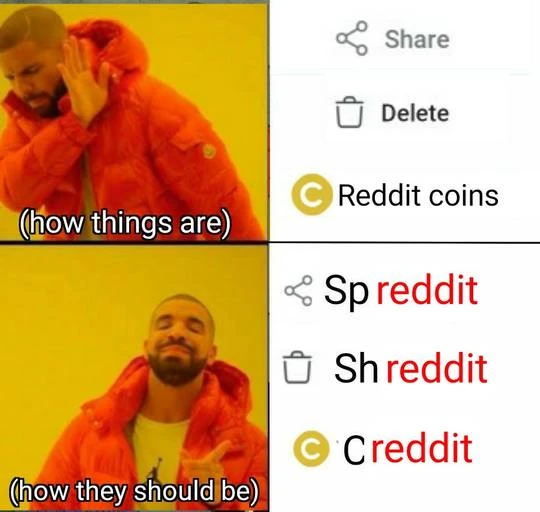 Share
Delete
C Reddit coins
(how things are)
Sp reddit
Sh reddit
C C reddit
(how they should be)